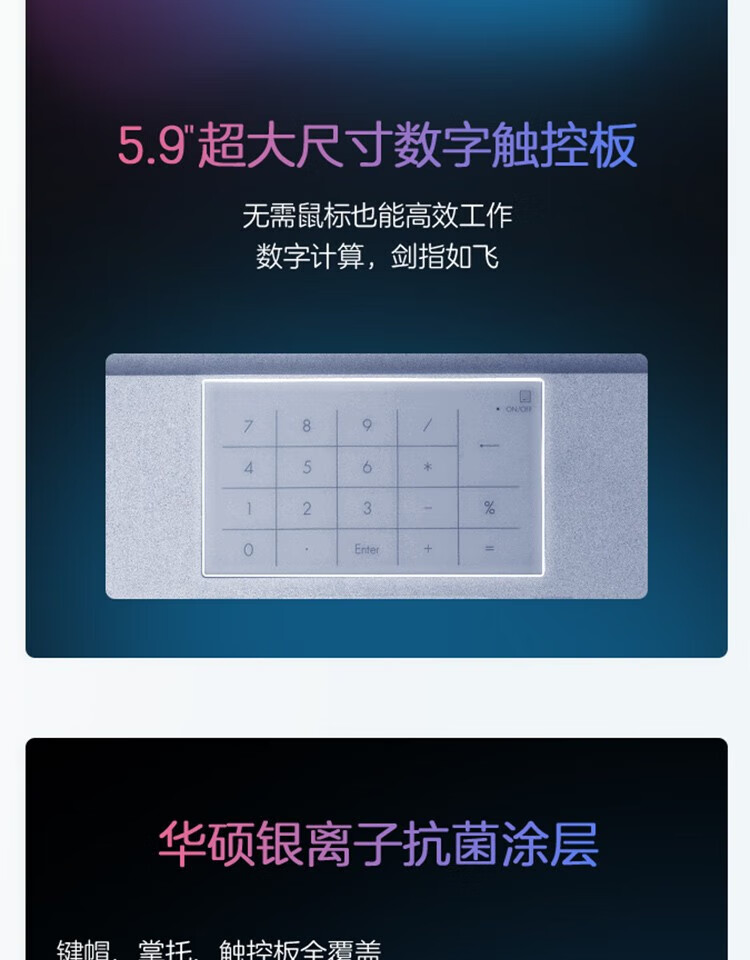 5.9"超大尺寸数字触控板
无需鼠标也能高效工作
数字计算，剑指如飞
ON/OFF
7 8 9 / ←
4 5 6 *
1 2 3 - %
0 . Enter + =
华硕银离子抗菌涂层
键帽、掌托、触控板全覆盖